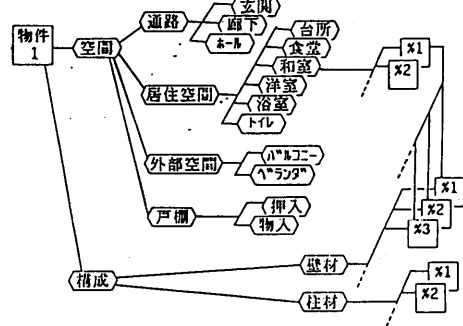 物件
1
空間
通路
玄関
廊下
ホール
居住空間
台所
食堂
和室
洋室
浴室
トイレ
%1
%2
外部空間
バルコニー
ベランダ
戸棚
押入
物入
%1
%2
%3
構成
壁材
柱材
%1
%2